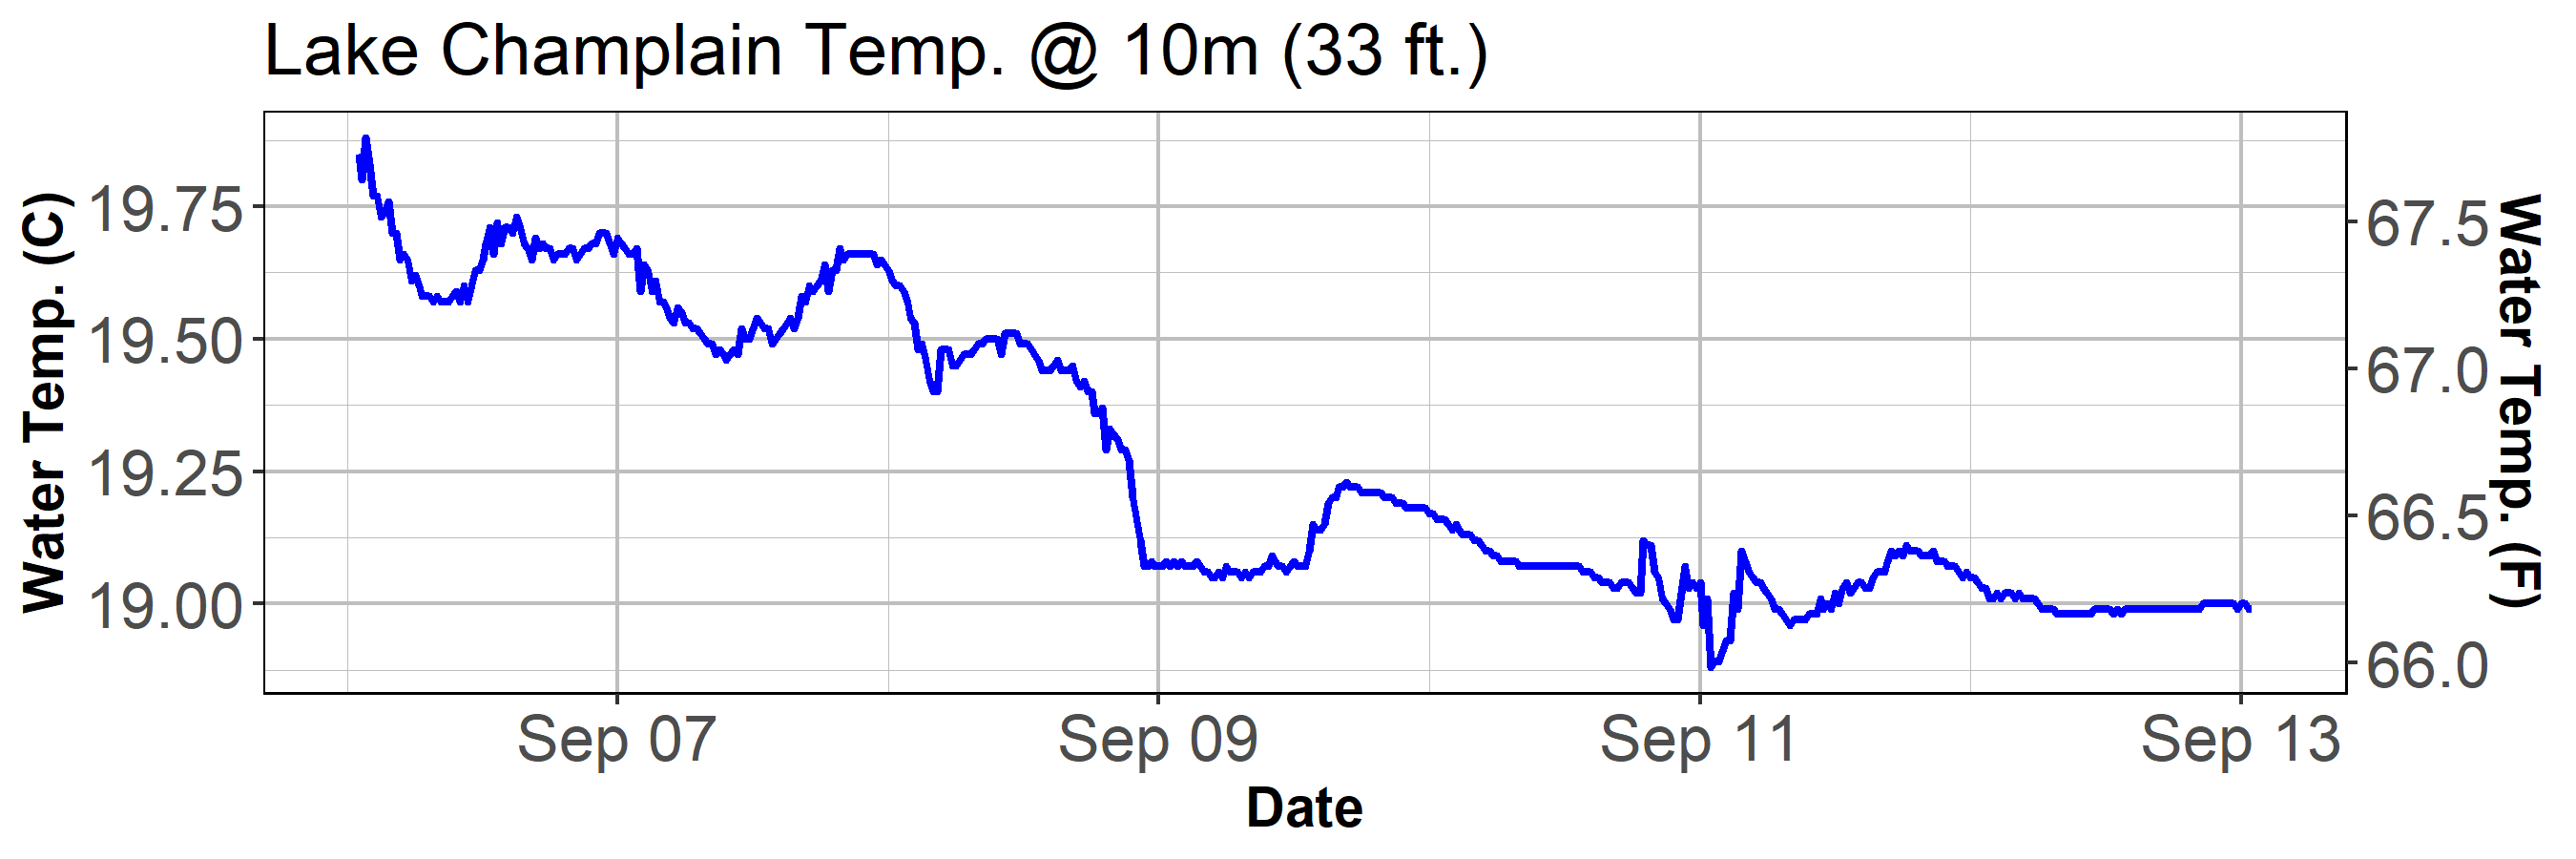 Lake Champlain Temp. @ 10m (33 ft.)
Water Temp. (C)
19.75
19.50
19.25
19.00
67.5
67.0
66.5
66.0
Water Temp. (F)
Sep 07 Sep 09 Sep 11 Sep 13
Date